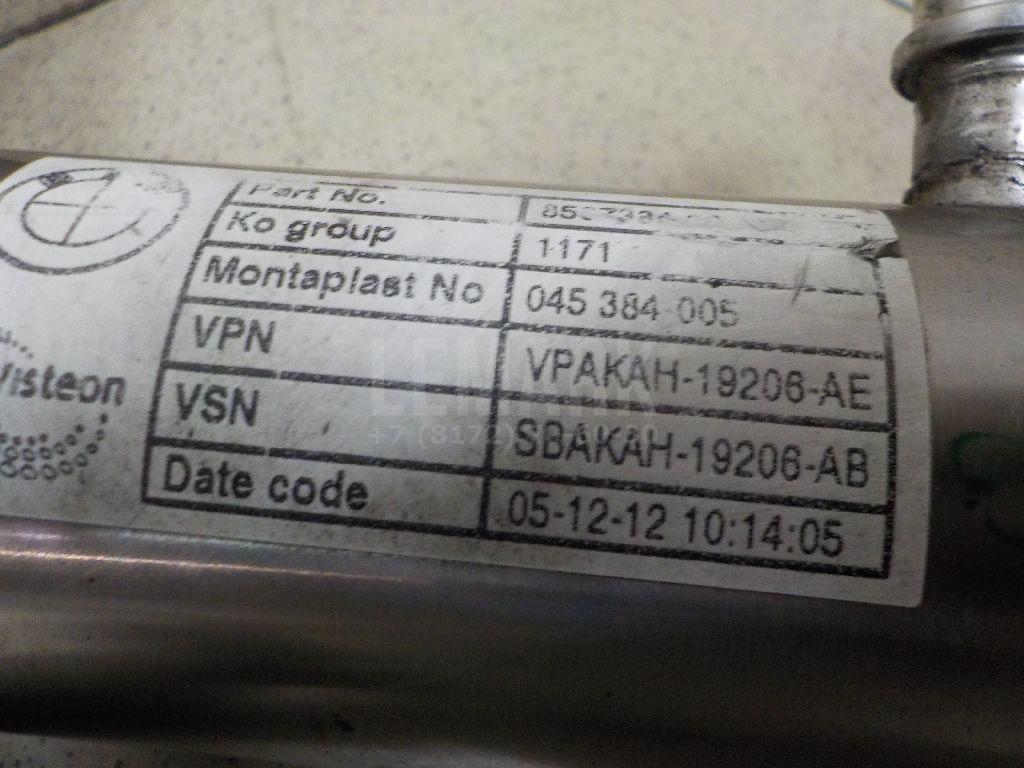 Part No.
Ko group 1171
Montaplast No 045 384 005
VPN VPAKAH-19206-AE
Visteon
VSN SBAKAH-19206-AB
Date code 05-12-12 10:14:05
LEMARK